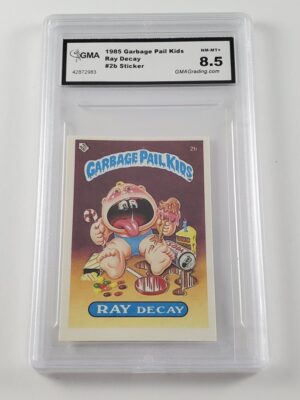 GMA
42872983
1985 Garbage Pail Kids
Ray Decay
#2b Sticker
NM-MT+
8.5
GMAGrading.com
2b
GARBAGE PAIL KIDS
RAY DECAY